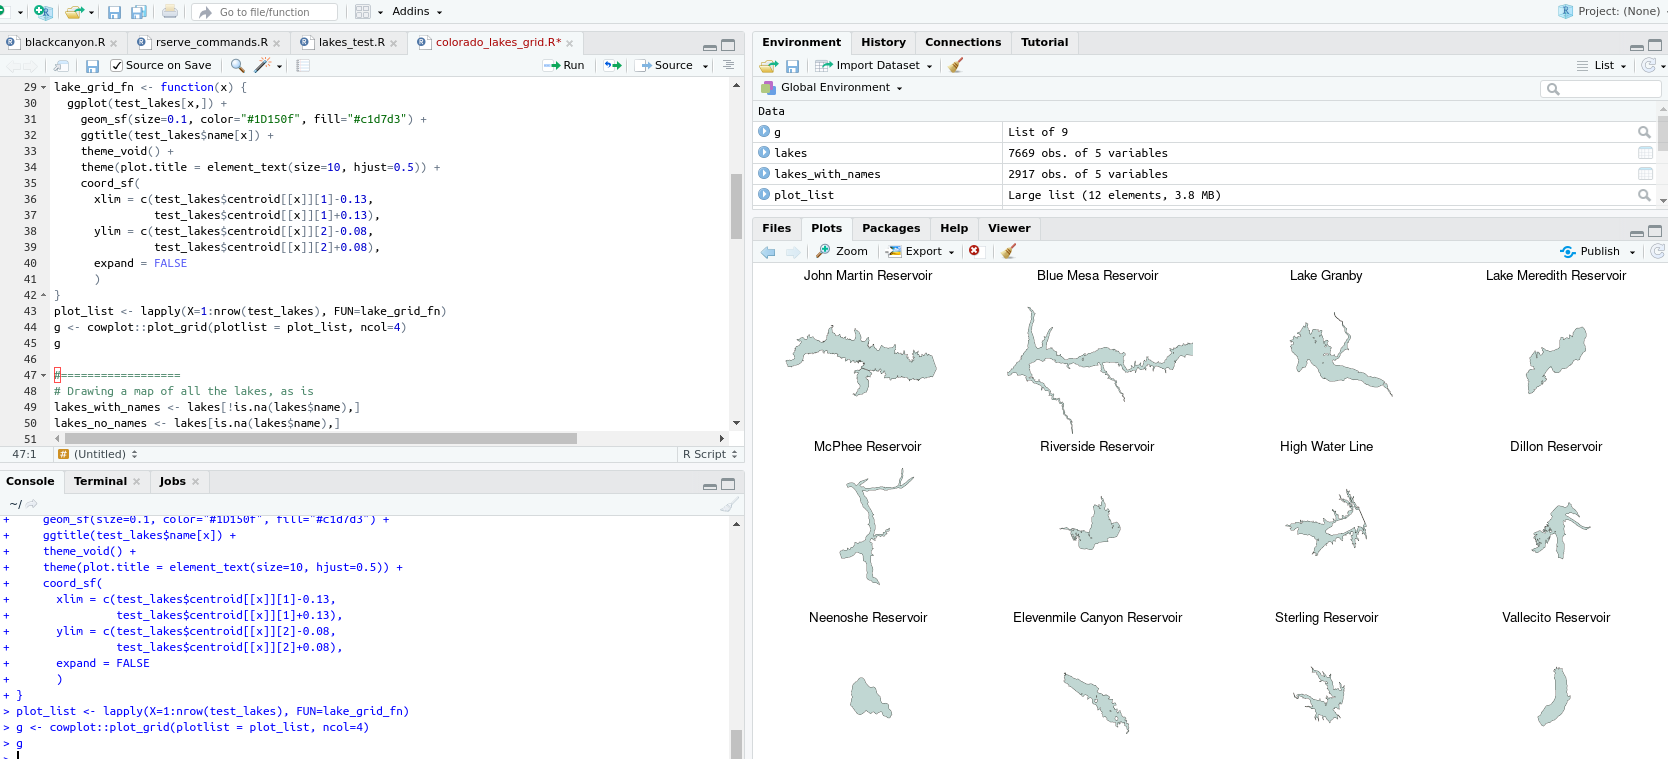 Go to file/function
Addins
Project: (None)
blackcanyon.R
rserve_commands.R
lakes_test.R
colorado_lakes_grid.R*
Source on Save
Run
Source
29 lake_grid_fn <- function(x) {
30   ggplot(test_lakes[x,]) +
31     geom_sf(size=0.1, color="#1D150f", fill="#c1d7d3") +
32     ggtitle(test_lakes$name[x]) +
33     theme_void() +
34     theme(plot.title = element_text(size=10, hjust=0.5)) +
35     coord_sf(
36       xlim = c(test_lakes$centroid[[x]][1]-0.13,
37                test_lakes$centroid[[x]][1]+0.13),
38       ylim = c(test_lakes$centroid[[x]][2]-0.08,
39                test_lakes$centroid[[x]][2]+0.08),
40       expand = FALSE
41       )
42 }
43 plot_list <- lapply(X=1:nrow(test_lakes), FUN=lake_grid_fn)
44 g <- cowplot::plot_grid(plotlist = plot_list, ncol=4)
45 g
46
47 #==================
48 # Drawing a map of all the lakes, as is
49 lakes_with_names <- lakes[!is.na(lakes$name),]
50 lakes_no_names <- lakes[is.na(lakes$name),]
51
47:1
# (Untitled)
R Script
Console
Terminal
Jobs
~/
+     geom_sf(size=0.1, color="#1D150f", fill="#c1d7d3") +
+     ggtitle(test_lakes$name[x]) +
+     theme_void() +
+     theme(plot.title = element_text(size=10, hjust=0.5)) +
+     coord_sf(
+       xlim = c(test_lakes$centroid[[x]][1]-0.13,
+                test_lakes$centroid[[x]][1]+0.13),
+       ylim = c(test_lakes$centroid[[x]][2]-0.08,
+                test_lakes$centroid[[x]][2]+0.08),
+       expand = FALSE
+       )
+ }
> plot_list <- lapply(X=1:nrow(test_lakes), FUN=lake_grid_fn)
> g <- cowplot::plot_grid(plotlist = plot_list, ncol=4)
> g
>
Environment
History
Connections
Tutorial
Import Dataset
List
Global Environment
Data
g List of 9
lakes 7669 obs. of 5 variables
lakes_with_names 2917 obs. of 5 variables
plot_list Large list (12 elements, 3.8 MB)
Files
Plots
Packages
Help
Viewer
Zoom
Export
Publish
John Martin Reservoir
Blue Mesa Reservoir
Lake Granby
Lake Meredith Reservoir
McPhee Reservoir
Riverside Reservoir
High Water Line
Dillon Reservoir
Neenoshe Reservoir
Elevenmile Canyon Reservoir
Sterling Reservoir
Vallecito Reservoir